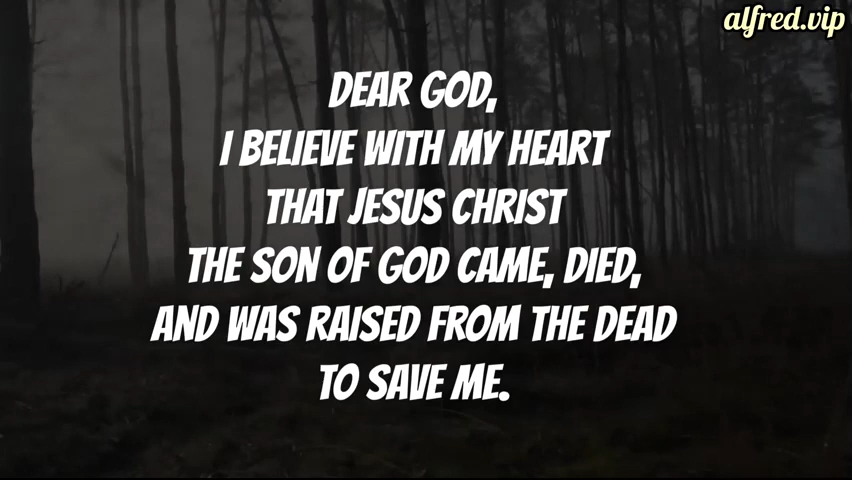 alfred.vip
DEAR GOD,
I BELIEVE WITH MY HEART
THAT JESUS CHRIST
THE SON OF GOD CAME, DIED,
AND WAS RAISED FROM THE DEAD
TO SAVE ME.